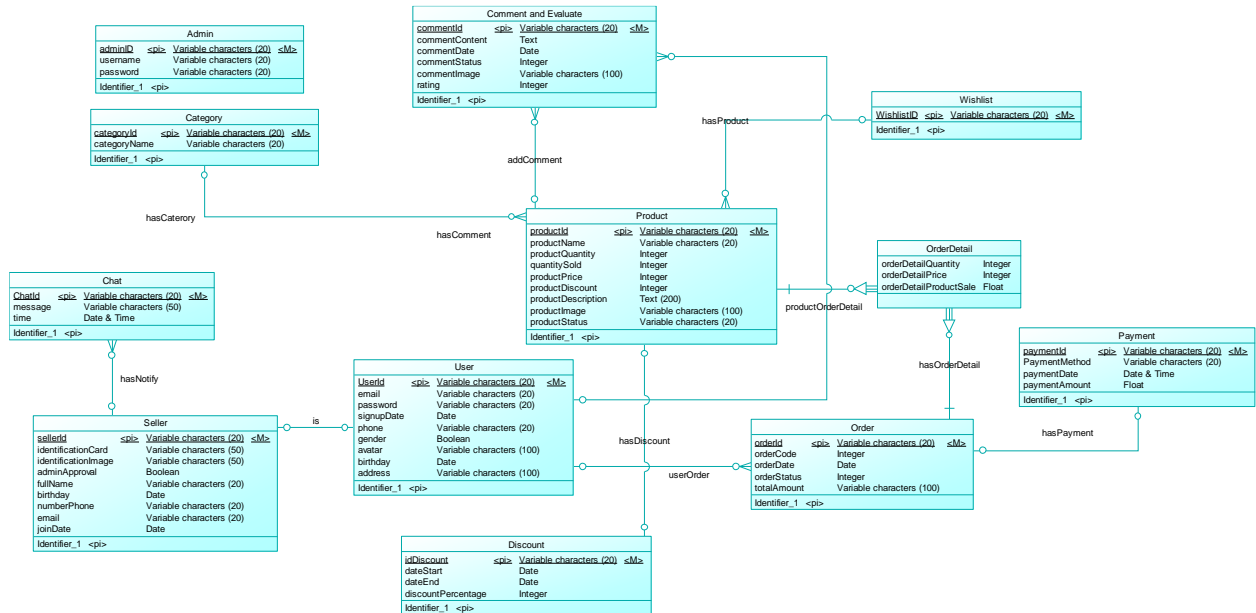 Admin
adminID <pi> Variable characters (20) <M>
username Variable characters (20)
password Variable characters (20)
Identifier_1 <pi>
Comment and Evaluate
commentId <pi> Variable characters (20) <M>
commentContent Text
commentDate Date
commentStatus Integer
commentImage Variable characters (100)
rating Integer
Identifier_1 <pi>
Category
categoryId <pi> Variable characters (20) <M>
categoryName Variable characters (20)
Identifier_1 <pi>
Wishlist
WishlistID <pi> Variable characters (20) <M>
Identifier_1 <pi>
hasProduct
addComment
hasCaterory
hasComment
Product
productId <pi> Variable characters (20) <M>
productName Variable characters (20)
productQuantity Integer
quantitySold Integer
productPrice Integer
productDiscount Integer
productDescription Text (200)
productImage Variable characters (100)
productStatus Variable characters (20)
Identifier_1 <pi>
OrderDetail
orderDetailQuantity Integer
orderDetailPrice Integer
orderDetailProductSale Float
productOrderDetail
Chat
ChatId <pi> Variable characters (20) <M>
message Variable characters (50)
time Date & Time
Identifier_1 <pi>
hasNotify
User
UserId <pi> Variable characters (20) <M>
email Variable characters (20)
password Variable characters (20)
signupDate Date
phone Variable characters (20)
gender Boolean
avatar Variable characters (100)
birthday Date
address Variable characters (100)
Identifier_1 <pi>
Payment
paymentId <pi> Variable characters (20) <M>
PaymentMethod Variable characters (20)
paymentDate Date & Time
paymentAmount Float
Identifier_1 <pi>
hasOrderDetail
hasPayment
Seller
sellerId <pi> Variable characters (20) <M>
identificationCard Variable characters (50)
identificationImage Variable characters (50)
adminApproval Boolean
fullName Variable characters (20)
birthday Date
numberPhone Variable characters (20)
email Variable characters (20)
joinDate Date
Identifier_1 <pi>
is
hasDiscount
userOrder
Order
orderId <pi> Variable characters (20) <M>
orderCode Integer
orderDate Date
orderStatus Integer
totalAmount Variable characters (100)
Identifier_1 <pi>
Discount
idDiscount <pi> Variable characters (20) <M>
dateStart Date
dateEnd Date
discountPercentage Integer
Identifier_1 <pi>